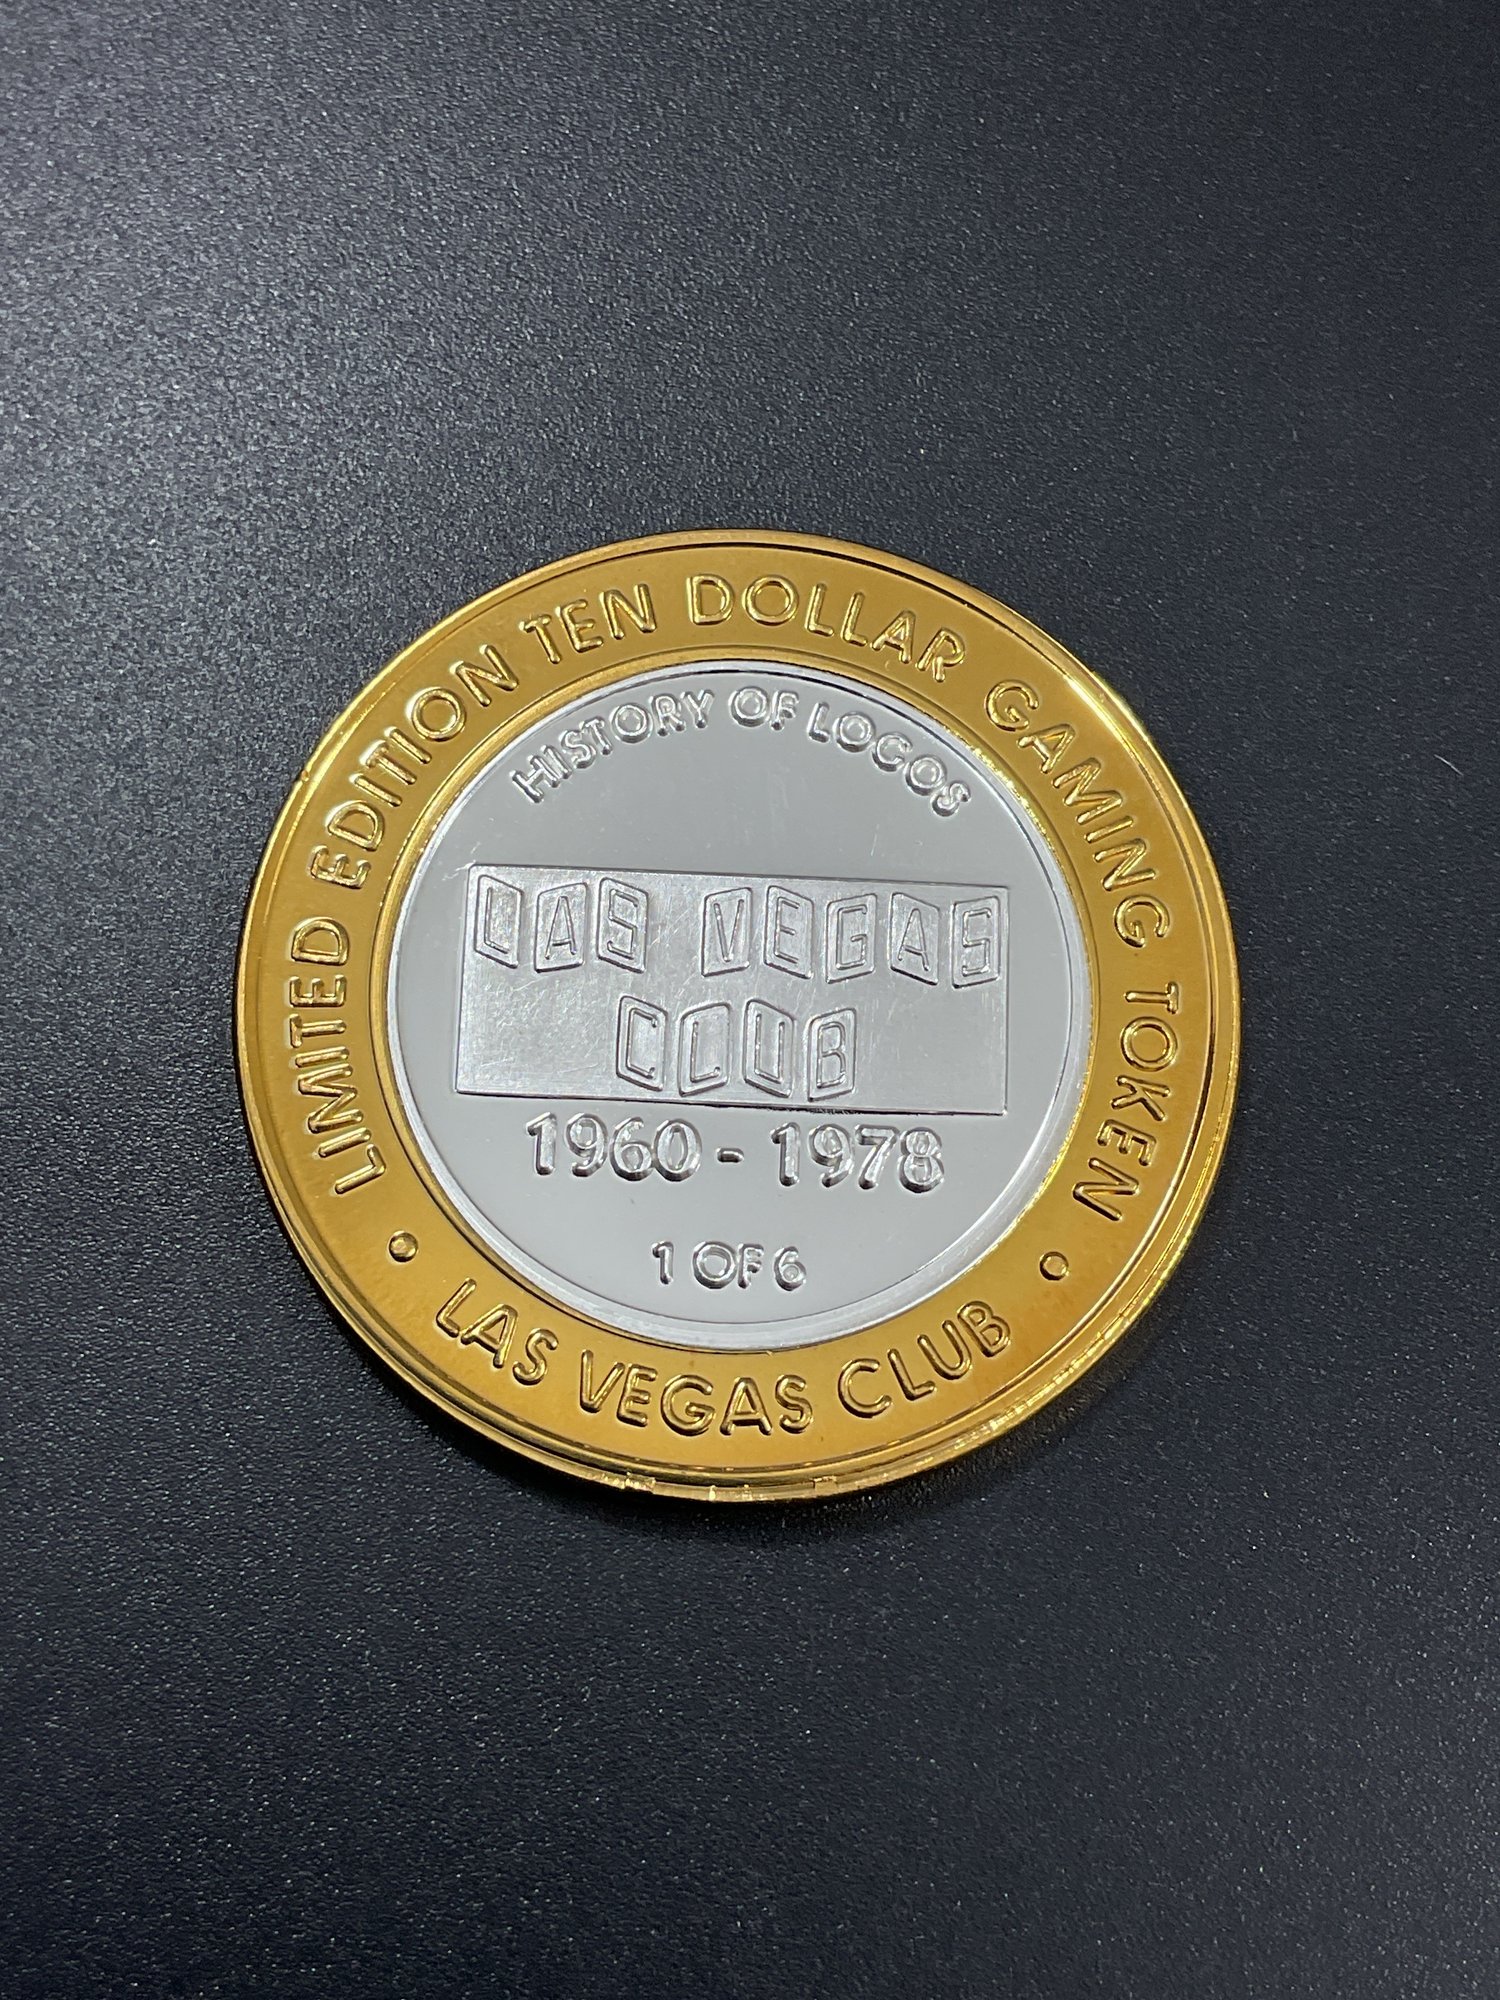 LIMITED EDITION TEN DOLLAR GAMING TOKEN
HISTORY OF LOGOS
LAS VEGAS
CLUB
1960 - 1978
1 OF 6
• LAS VEGAS CLUB •